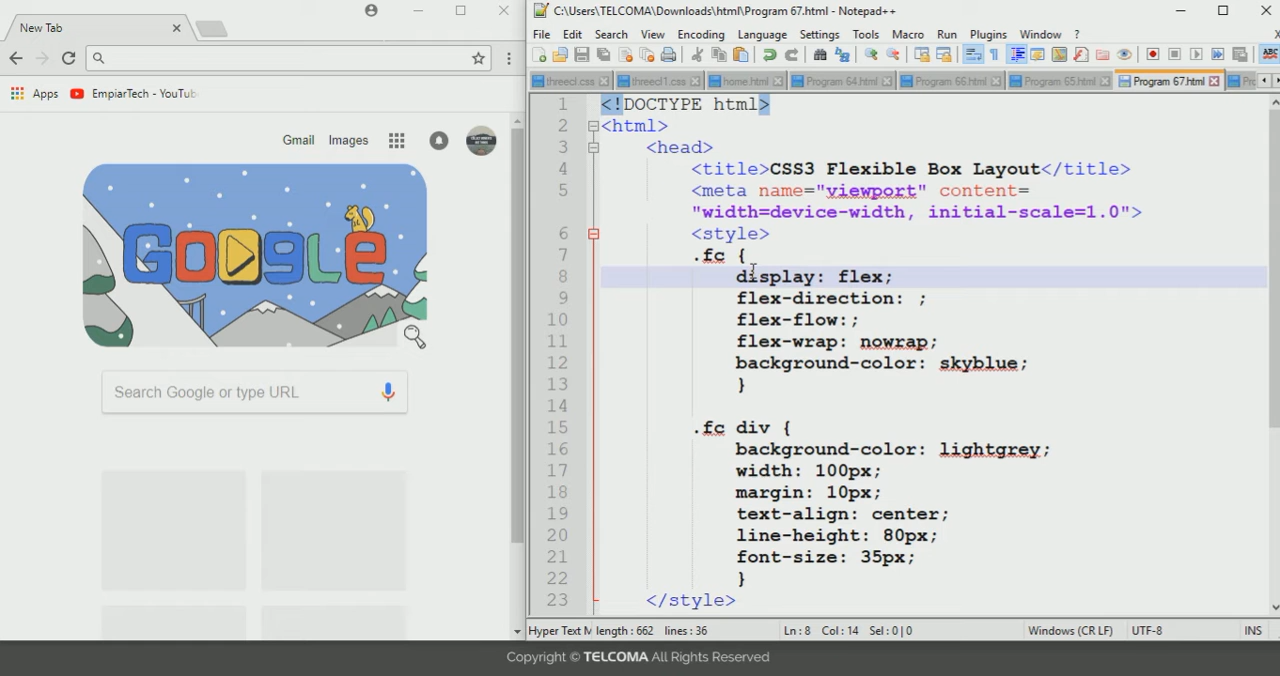 New Tab
Apps
EmpiarTech - YouTub
Gmail
Images
GOOGLE
Search Google or type URL
C:\Users\TELCOMA\Downloads\html\Program 67.html - Notepad++
File Edit Search View Encoding Language Settings Tools Macro Run Plugins Window ?
ABC
threecl.css threecl1.css home.html Program 64.html Program 66.html Program 65.html Program 67.html
1 <!DOCTYPE html>
2 <html>
3 <head>
4 <title>CSS3 Flexible Box Layout</title>
5 <meta name="viewport" content=
"width=device-width, initial-scale=1.0">
6 <style>
7 .fc {
8 display: flex;
9 flex-direction: ;
10 flex-flow:;
11 flex-wrap: nowrap;
12 background-color: skyblue;
13 }
14
15 .fc div {
16 background-color: lightgrey;
17 width: 100px;
18 margin: 10px;
19 text-align: center;
20 line-height: 80px;
21 font-size: 35px;
22 }
23 </style>
Hyper Text M length : 662 lines : 36 Ln : 8 Col : 14 Sel : 0 | 0 Windows (CR LF) UTF-8 INS
Copyright © TELCOMA All Rights Reserved